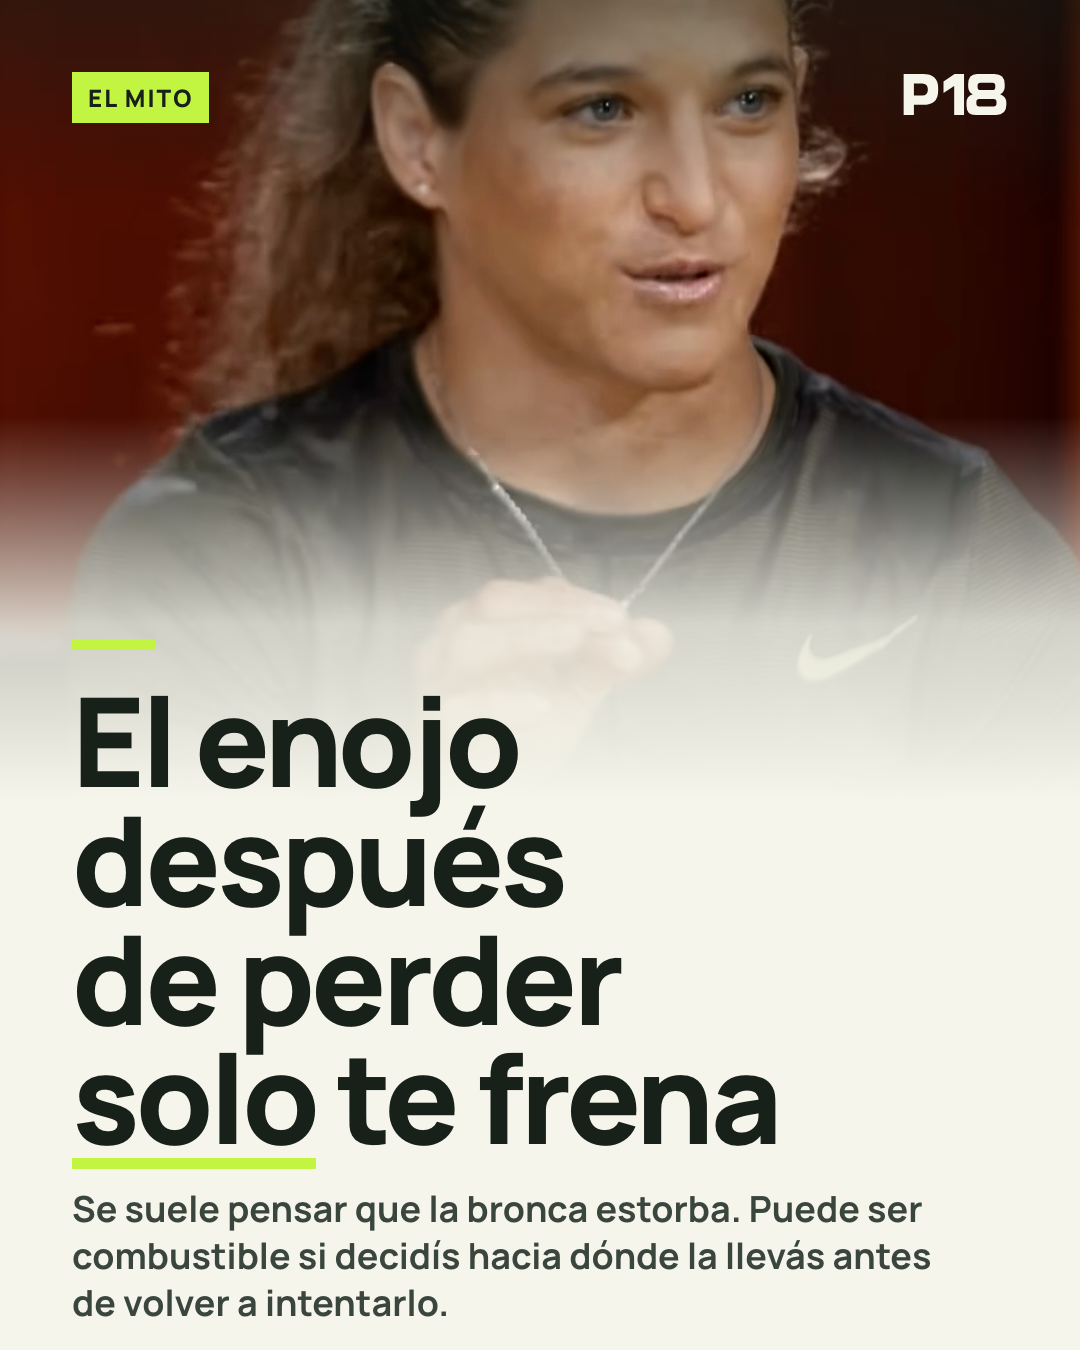 EL MITO
P18
El enojo
después
de perder
solo te frena
Se suele pensar que la bronca estorba. Puede ser
combustible si decidís hacia dónde la llevás antes
de volver a intentarlo.